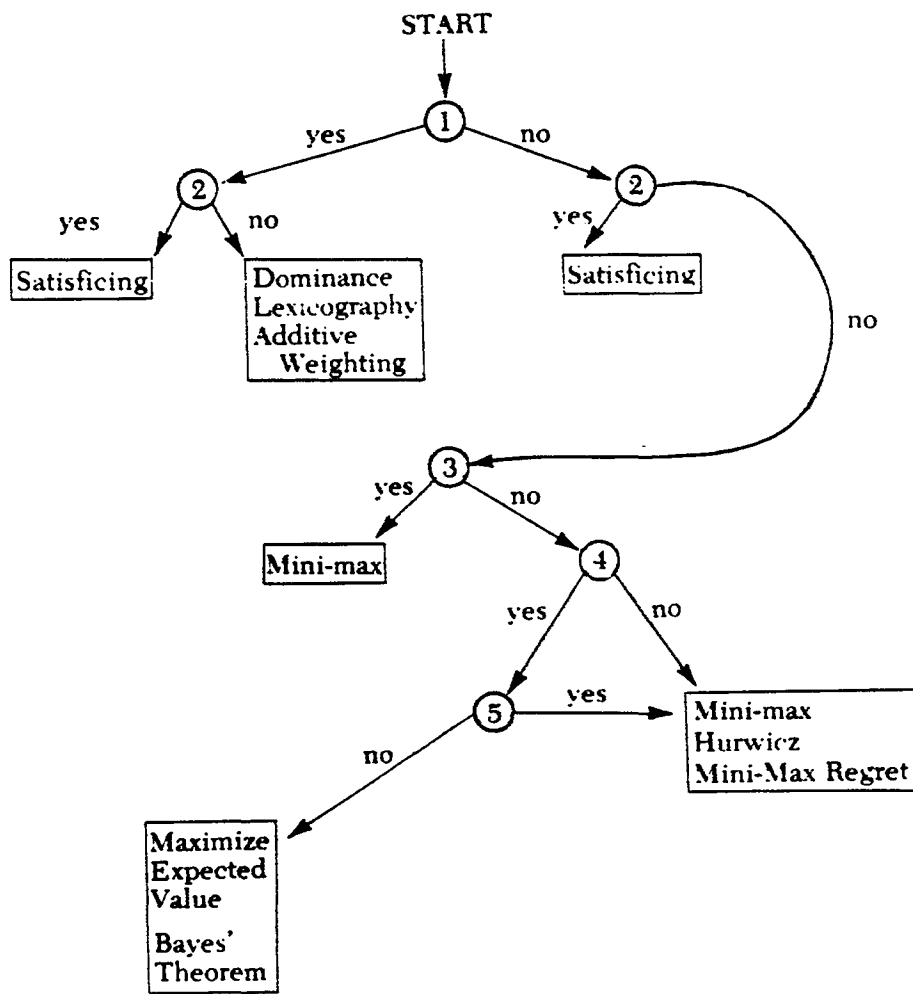 START
1
yes
no
2
2
yes
no
yes
Satisficing
Dominance
Lexicography
Additive
Weighting
Satisficing
no
3
yes
no
Mini-max
4
yes
no
5
yes
Mini-max
Hurwicz
Mini-Max Regret
no
Maximize
Expected
Value
Bayes'
Theorem